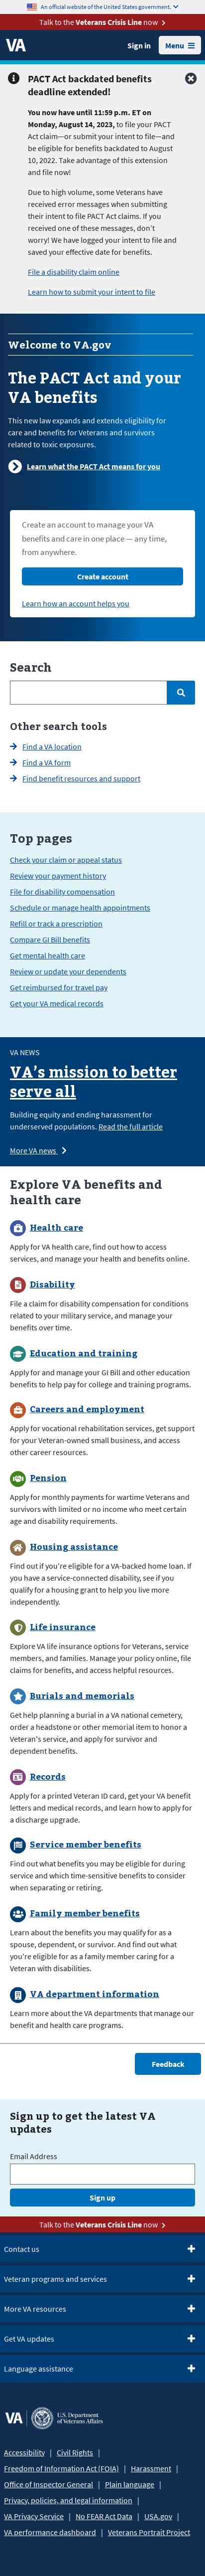 An official website of the United States government.
Talk to the Veterans Crisis Line now
VA
Sign in
Menu
PACT Act backdated benefits
deadline extended!
You now have until 11:59 p.m. ET on
Monday, August 14, 2023, to file your PACT
Act claim—or submit your intent to file—and
be eligible for benefits backdated to August
10, 2022. Take advantage of this extension
and file now!
Due to high volume, some Veterans have
received error messages when submitting
their intent to file PACT Act claims. If you
received one of these messages, don't
worry! We have logged your intent to file and
saved your effective date for benefits.
File a disability claim online
Learn how to submit your intent to file
Welcome to VA.gov
The PACT Act and your
VA benefits
This new law expands and extends eligibility for
care and benefits for Veterans and survivors
related to toxic exposures.
Learn what the PACT Act means for you
Create an account to manage your VA
benefits and care in one place — any time,
from anywhere.
Create account
Learn how an account helps you
Search
Other search tools
Find a VA location
Find a VA form
Find benefit resources and support
Top pages
Check your claim or appeal status
Review your payment history
File for disability compensation
Schedule or manage health appointments
Refill or track a prescription
Compare GI Bill benefits
Get mental health care
Review or update your dependents
Get reimbursed for travel pay
Get your VA medical records
VA NEWS
VA's mission to better
serve all
Building equity and ending harassment for
underserved populations. Read the full article
More VA news
Explore VA benefits and
health care
Health care
Apply for VA health care, find out how to access
services, and manage your health and benefits online.
Disability
File a claim for disability compensation for conditions
related to your military service, and manage your
benefits over time.
Education and training
Apply for and manage your GI Bill and other education
benefits to help pay for college and training programs.
Careers and employment
Apply for vocational rehabilitation services, get support
for your Veteran-owned small business, and access
other career resources.
Pension
Apply for monthly payments for wartime Veterans and
survivors with limited or no income who meet certain
age and disability requirements.
Housing assistance
Find out if you're eligible for a VA-backed home loan. If
you have a service-connected disability, see if you
qualify for a housing grant to help you live more
independently.
Life insurance
Explore VA life insurance options for Veterans, service
members, and families. Manage your policy online, file
claims for benefits, and access helpful resources.
Burials and memorials
Get help planning a burial in a VA national cemetery,
order a headstone or other memorial item to honor a
Veteran's service, and apply for survivor and
dependent benefits.
Records
Apply for a printed Veteran ID card, get your VA benefit
letters and medical records, and learn how to apply for
a discharge upgrade.
Service member benefits
Find out what benefits you may be eligible for during
service and which time-sensitive benefits to consider
when separating or retiring.
Family member benefits
Learn about the benefits you may qualify for as a
spouse, dependent, or survivor. And find out what
you're eligible for as a family member caring for a
Veteran with disabilities.
VA department information
Learn more about the VA departments that manage our
benefit and health care programs.
Feedback
Sign up to get the latest VA
updates
Email Address
Sign up
Talk to the Veterans Crisis Line now
Contact us
Veteran programs and services
More VA resources
Get VA updates
Language assistance
VA U.S. Department
of Veterans Affairs
Accessibility | Civil Rights |
Freedom of Information Act (FOIA) | Harassment |
Office of Inspector General | Plain language |
Privacy, policies, and legal information |
VA Privacy Service | No FEAR Act Data | USA.gov |
VA performance dashboard | Veterans Portrait Project